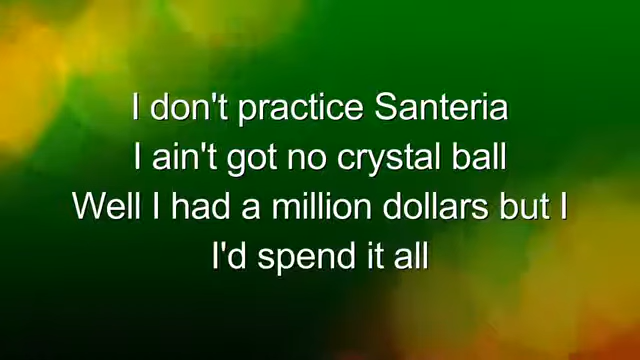 I don't practice Santeria
I ain't got no crystal ball
Well I had a million dollars but I
I'd spend it all